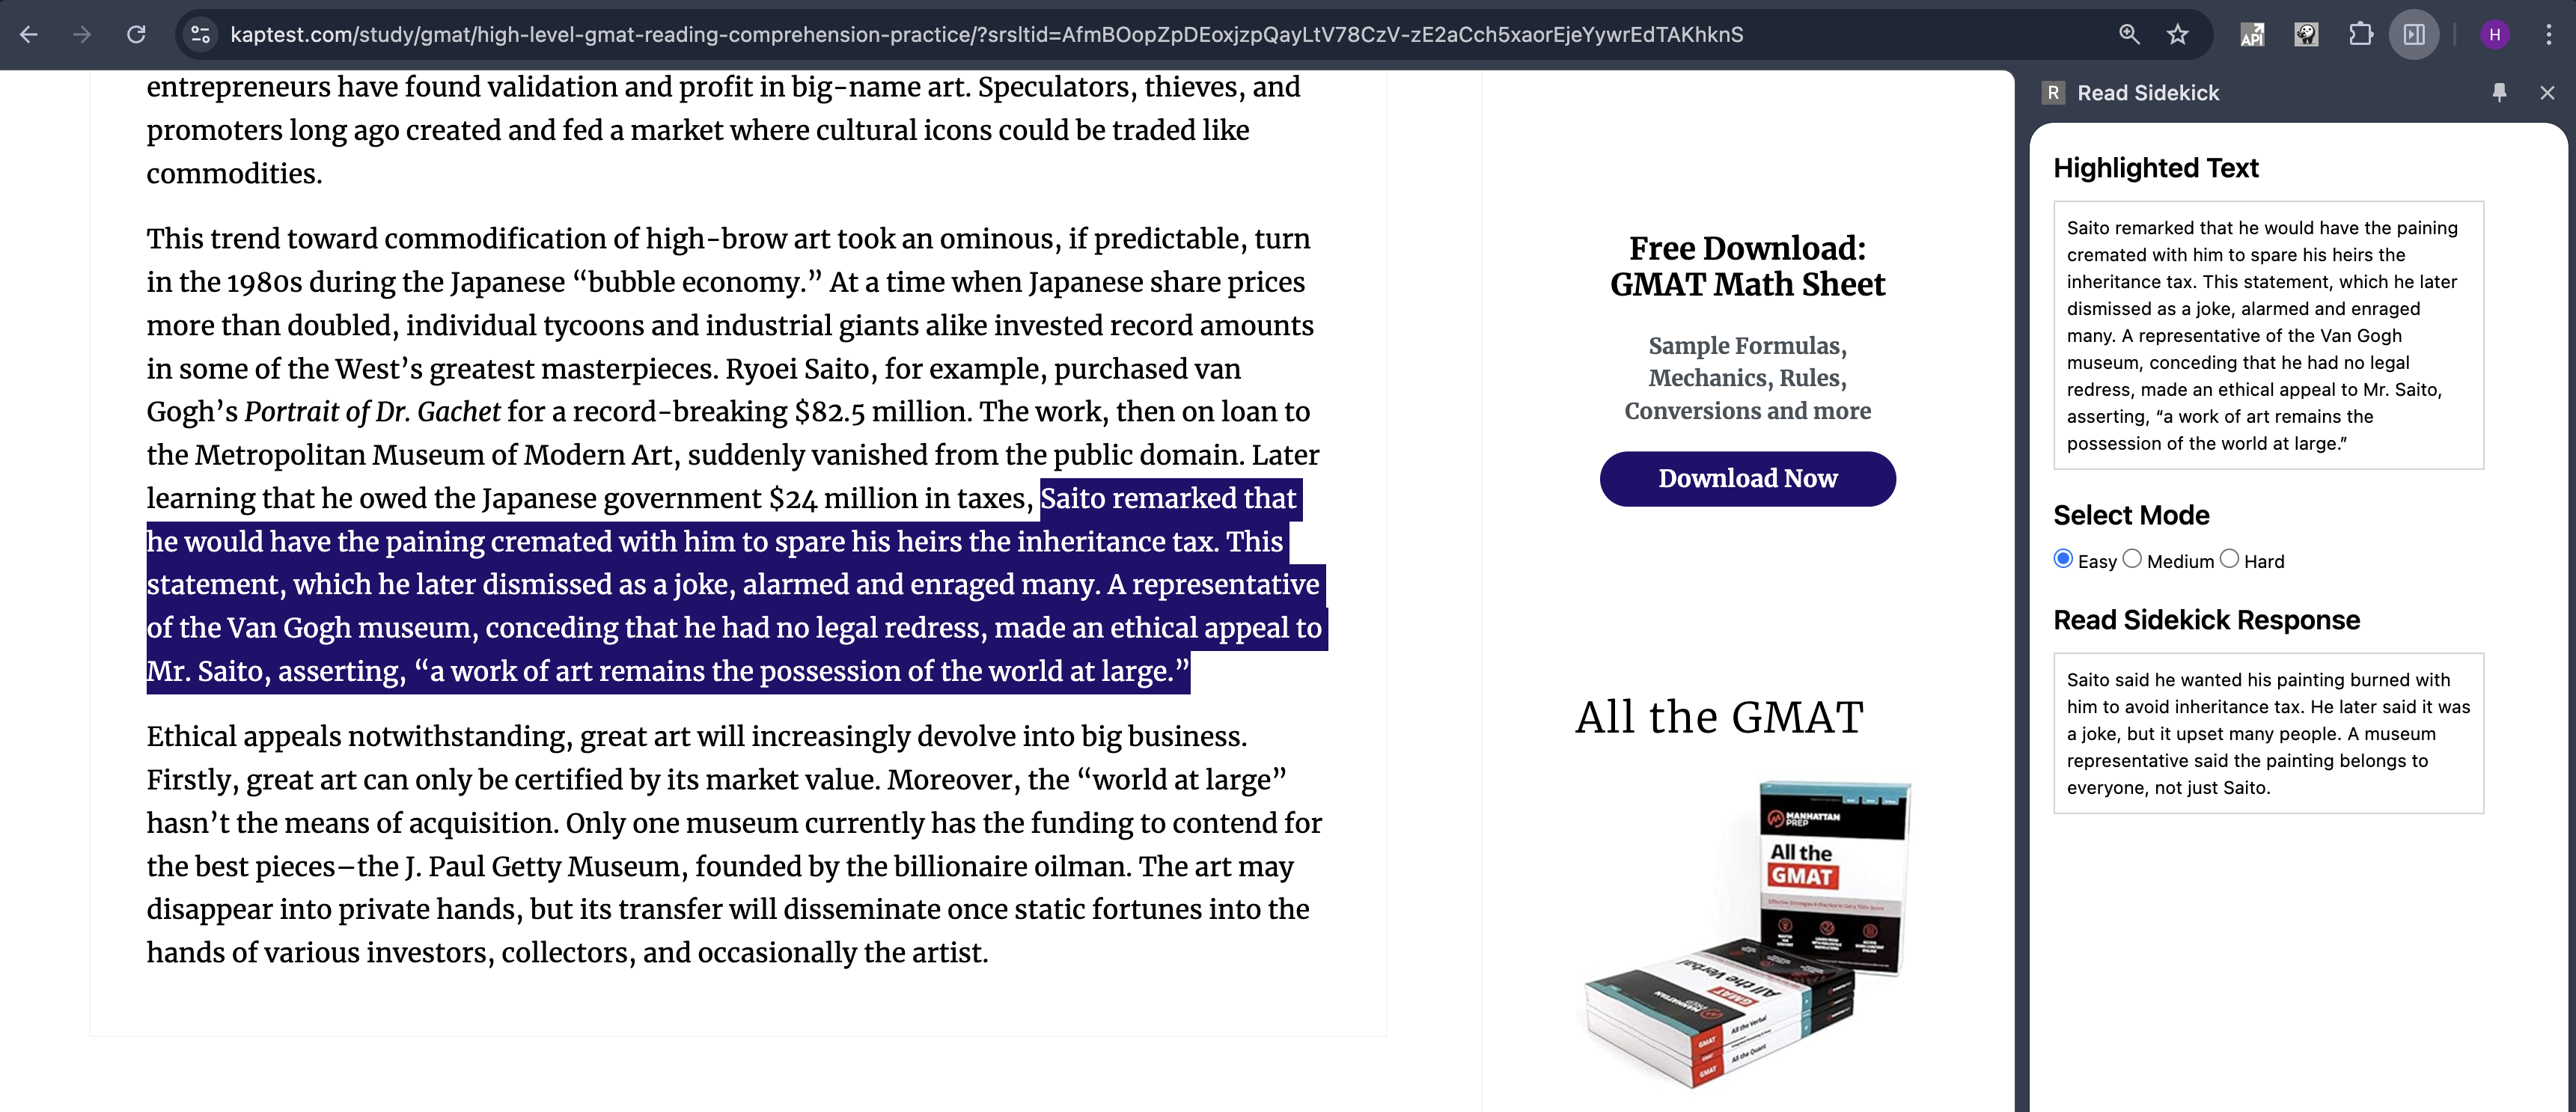 kaptest.com/study/gmat/high-level-gmat-reading-comprehension-practice/?srsltid=AfmBOopZpDEoxjzpQayLtV78CzV-zE2aCch5xaorEjeYywrEdTAKhknS
API
H
entrepreneurs have found validation and profit in big-name art. Speculators, thieves, and
promoters long ago created and fed a market where cultural icons could be traded like
commodities.
This trend toward commodification of high-brow art took an ominous, if predictable, turn
in the 1980s during the Japanese “bubble economy.” At a time when Japanese share prices
more than doubled, individual tycoons and industrial giants alike invested record amounts
in some of the West’s greatest masterpieces. Ryoei Saito, for example, purchased van
Gogh’s Portrait of Dr. Gachet for a record-breaking $82.5 million. The work, then on loan to
the Metropolitan Museum of Modern Art, suddenly vanished from the public domain. Later
learning that he owed the Japanese government $24 million in taxes, Saito remarked that
he would have the paining cremated with him to spare his heirs the inheritance tax. This
statement, which he later dismissed as a joke, alarmed and enraged many. A representative
of the Van Gogh museum, conceding that he had no legal redress, made an ethical appeal to
Mr. Saito, asserting, “a work of art remains the possession of the world at large.”
Ethical appeals notwithstanding, great art will increasingly devolve into big business.
Firstly, great art can only be certified by its market value. Moreover, the “world at large”
hasn’t the means of acquisition. Only one museum currently has the funding to contend for
the best pieces–the J. Paul Getty Museum, founded by the billionaire oilman. The art may
disappear into private hands, but its transfer will disseminate once static fortunes into the
hands of various investors, collectors, and occasionally the artist.
Free Download:
GMAT Math Sheet
Sample Formulas,
Mechanics, Rules,
Conversions and more
Download Now
All the GMAT
MANHATTAN
PREP
All the
GMAT
All the Verbal
GMAT
MANHATTAN
PREP
GMAT
All the Verbal
GMAT
GMAT
All the Quant
R Read Sidekick
Highlighted Text
Saito remarked that he would have the paining
cremated with him to spare his heirs the
inheritance tax. This statement, which he later
dismissed as a joke, alarmed and enraged
many. A representative of the Van Gogh
museum, conceding that he had no legal
redress, made an ethical appeal to Mr. Saito,
asserting, “a work of art remains the
possession of the world at large.”
Select Mode
Easy Medium Hard
Read Sidekick Response
Saito said he wanted his painting burned with
him to avoid inheritance tax. He later said it was
a joke, but it upset many people. A museum
representative said the painting belongs to
everyone, not just Saito.